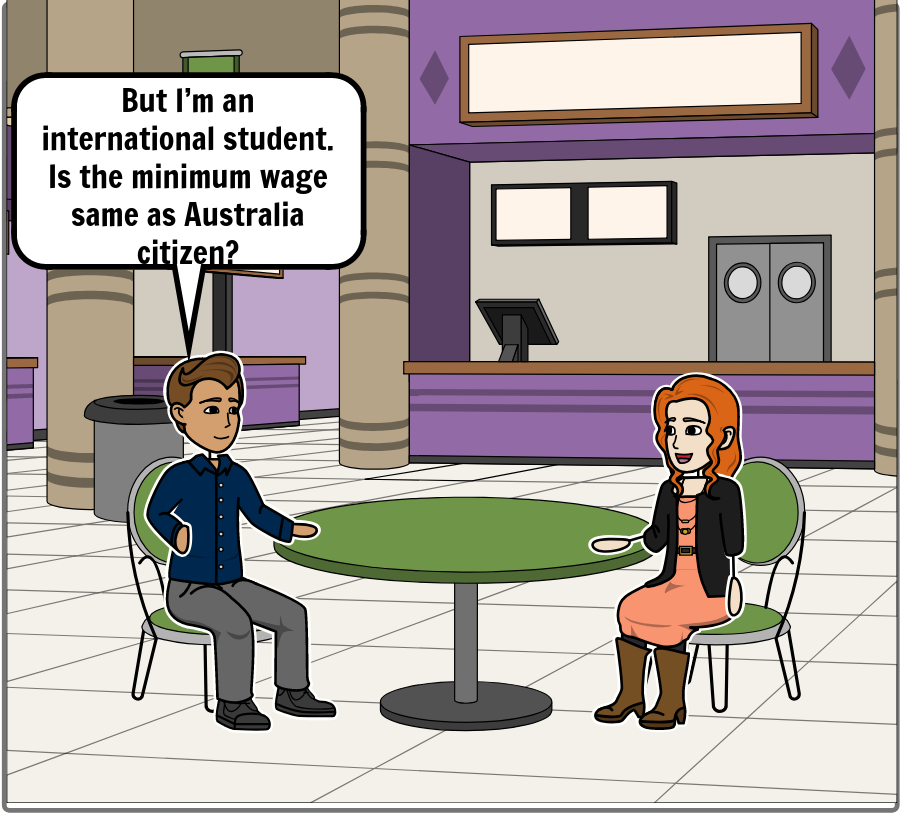 But I'm an
international student.
Is the minimum wage
same as Australia
citizen?